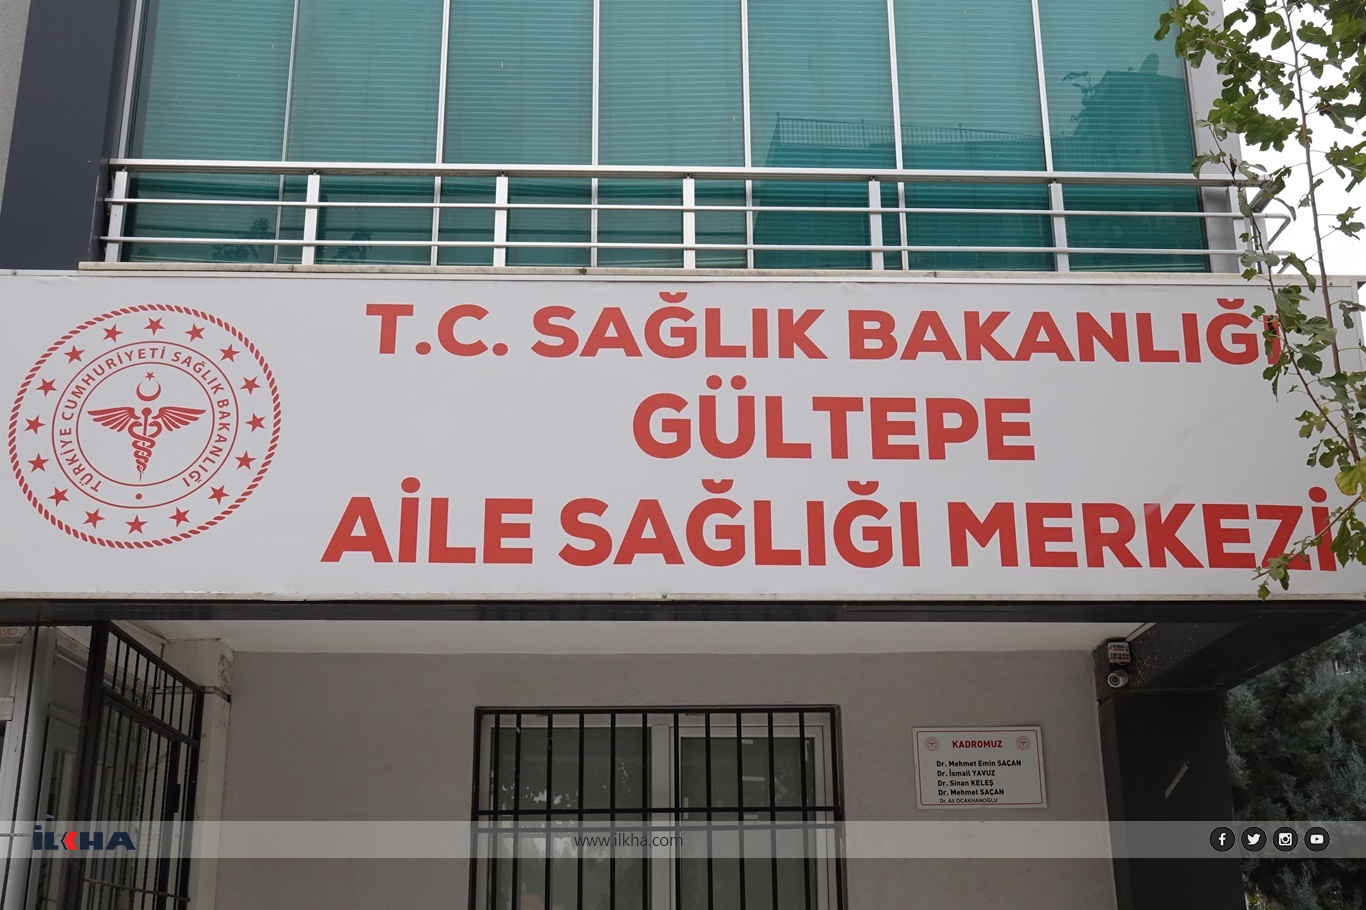 T.C. SAĞLIK BAKANLIĞI
GÜLTEPE
AİLE SAĞLIĞI MERKEZİ
TÜRKİYE CUMHURİYETİ SAĞLIK BAKANLIĞI
KADROMUZ
Dr. Mehmet Emin SAÇAN
Dr. İsmail YAVUZ
Dr. Sinan KELEŞ
Dr. Mehmet SAÇAN
Dr. Ali OCAKHANOĞLU
İLKHA
www.ilkha.com